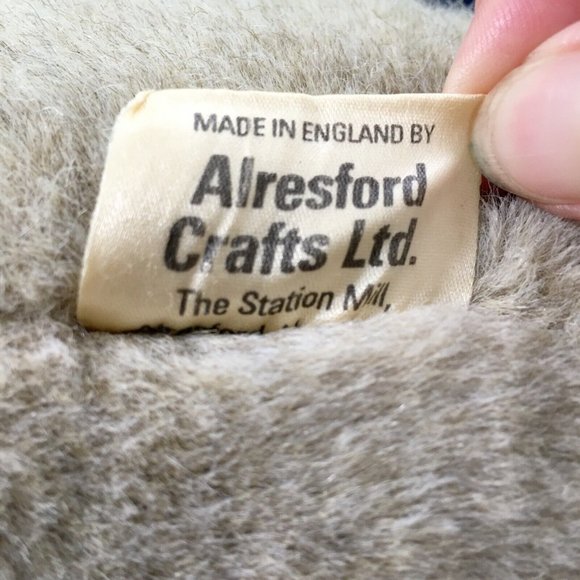 MADE IN ENGLAND BY
Alresford
Crafts Ltd.
The Station Mill,